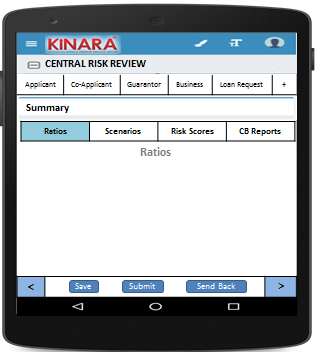 KINARA
CENTRAL RISK REVIEW
Applicant Co-Applicant Guarantor Business Loan Request +
Summary
Ratios Scenarios Risk Scores CB Reports
Ratios
< Save Submit Send Back >